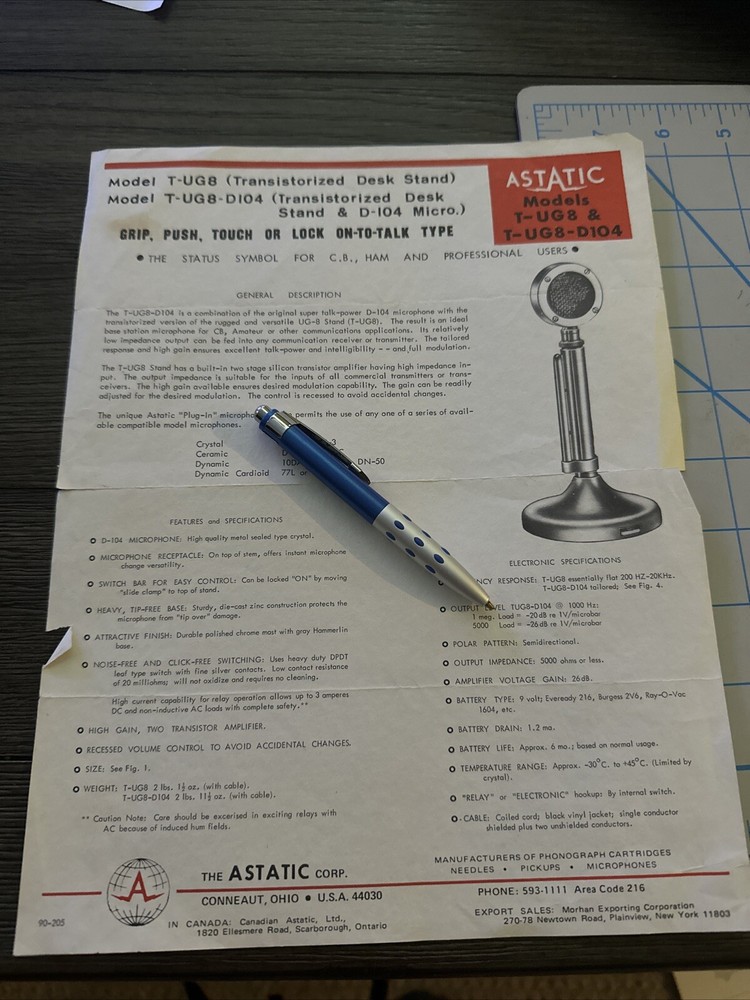 Model T-UG8 (Transistorized Desk Stand)
Model T-UG8-D104 (Transistorized Desk
Stand & D-104 Micro.)
GRIP, PUSH, TOUCH OR LOCK ON-TO-TALK TYPE
ASTATIC
Models
T-UG8 &
T-UG8-D104
• THE STATUS SYMBOL FOR C.B., HAM AND PROFESSIONAL USERS •
GENERAL DESCRIPTION
The T-UG8-D104 is a combination of the original super talk-power D-104 microphone with the
transistorized version of the rugged and versatile UG-8 Stand (T-UG8). The result is an ideal
base station microphone for CB, Amateur or other communications applications. Its relatively
low impedance output can be fed into any communication receiver or transmitter. The tailored
response and high gain ensures excellent talk-power and intelligibility -- and full modulation.
The T-UG8 Stand has a built-in two stage silicon transistor amplifier having high impedance in-
put. The output impedance is suitable for the inputs of all commercial transmitters or trans-
ceivers. The high gain available ensures desired modulation capability. The gain can be readily
adjusted for the desired modulation. The control is recessed to avoid accidental changes.
The unique Astatic "Plug-In" micropho permits the use of any one of a series of avail-
able compatible model microphones.
Crystal 3
Ceramic D
Dynamic 10D- DN-50
Dynamic Cardioid 77L or
FEATURES and SPECIFICATIONS
D-104 MICROPHONE: High quality metal sealed type crystal.
MICROPHONE RECEPTACLE: On top of stem, offers instant microphone
change versatility.
SWITCH BAR FOR EASY CONTROL: Can be locked "ON" by moving
"slide clamp" to top of stand.
HEAVY, TIP-FREE BASE: Sturdy, die-cast zinc construction protects the
microphone from "tip over" damage.
ATTRACTIVE FINISH: Durable polished chrome mast with gray Hammerlin
base.
NOISE-FREE AND CLICK-FREE SWITCHING: Uses heavy duty DPDT
leaf type switch with fine silver contacts. Low contact resistance
of 20 milliohms; will not oxidize and requires no cleaning.
High current capability for relay operation allows up to 3 amperes
DC and non-inductive AC loads with complete safety.**
HIGH GAIN, TWO TRANSISTOR AMPLIFIER.
RECESSED VOLUME CONTROL TO AVOID ACCIDENTAL CHANGES.
SIZE: See Fig. 1.
WEIGHT: T-UG8 2 lbs. 1½ oz. (with cable).
T-UG8-D104 2 lbs. 11½ oz. (with cable).
** Caution Note: Care should be excerised in exciting relays with
AC because of induced hum fields.
ELECTRONIC SPECIFICATIONS
NCY RESPONSE: T-UG8 essentially flat 200 HZ-20KHz.
T-UG8-D104 tailored; See Fig. 4.
OUTPUT LEVEL TUG8-D104 @ 1000 Hz:
1 meg. Load = -20 dB re 1V/microbar
5000 Load = -26 dB re 1V/microbar
POLAR PATTERN: Semidirectional.
OUTPUT IMPEDANCE: 5000 ohms or less.
AMPLIFIER VOLTAGE GAIN: 26 dB.
BATTERY TYPE: 9 volt; Eveready 216, Burgess 2V6, Ray-O-Vac
1604, etc.
BATTERY DRAIN: 1.2 ma.
BATTERY LIFE: Approx. 6 mo.; based on normal usage.
TEMPERATURE RANGE: Approx. -30°C. to +45°C. (Limited by
crystal).
"RELAY" or "ELECTRONIC" hookup: By internal switch.
CABLE: Coiled cord; black vinyl jacket; single conductor
shielded plus two unshielded conductors.
A
THE ASTATIC CORP.
CONNEAUT, OHIO • U.S.A. 44030
IN CANADA: Canadian Astatic, Ltd.,
1820 Ellesmere Road, Scarborough, Ontario
MANUFACTURERS OF PHONOGRAPH CARTRIDGES
NEEDLES • PICKUPS • MICROPHONES
PHONE: 593-1111 Area Code 216
EXPORT SALES: Morhan Exporting Corporation
270-78 Newtown Road, Plainview, New York 11803
90-205
7 6 5